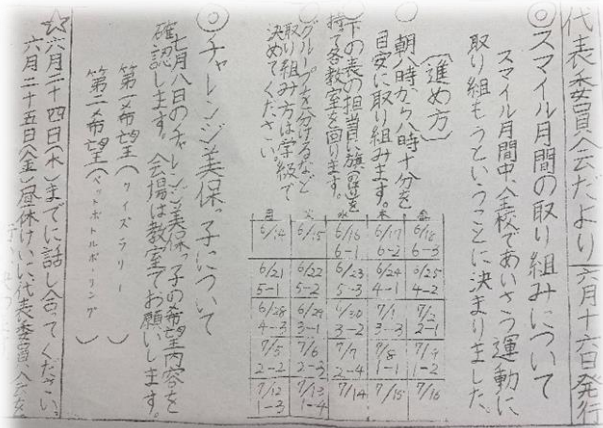 代表委員会だより 六月十六日発行
◎スマイル月間の取り組みについて
スマイル月間中、全校であいさつ運動に
取り組もうということに決まりました。
〔進め方〕
朝八時から八時十分を
目安に取り組みます。
下の表の担当は旗
持って各教室を回ります。
グループを分けるなど
取り組み方は学級で
決めてください。
月 火 水 木 金
6/14 6/15 6/16 6/17 6/18
6-1 6-2 6-3
6/21 6/22 6/23 6/24 6/25
5-1 5-2 5-3 4-1 4-2
6/28 6/29 6/30 7/1 7/2
4-3 3-1 3-2 3-3 2-1
7/5 7/6 7/7 7/8 7/9
2-2 2-3 2-4 1-1 1-2
7/12 7/13 7/14 7/15 7/16
1-3 1-4
◎チャレンジ美保っ子について
七月八日のチャレンジ美保っ子の希望内容を
確認します。会場は教室でお願いします。
第一希望(クイズラリー)
第二希望(ペットボトルボーリング)
☆六月二十四日(木)までに話し合てください。
六月二十五日(金)昼休けいに代表委員会を